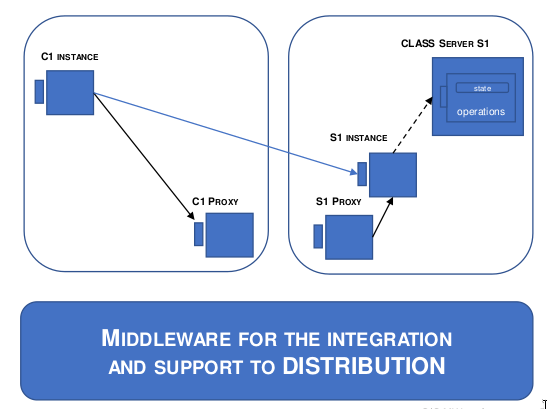 CLASS SERVER S1
C1 INSTANCE
state
operations
S1 INSTANCE
C1 PROXY
S1 PROXY
MIDDLEWARE FOR THE INTEGRATION
AND SUPPORT TO DISTRIBUTION